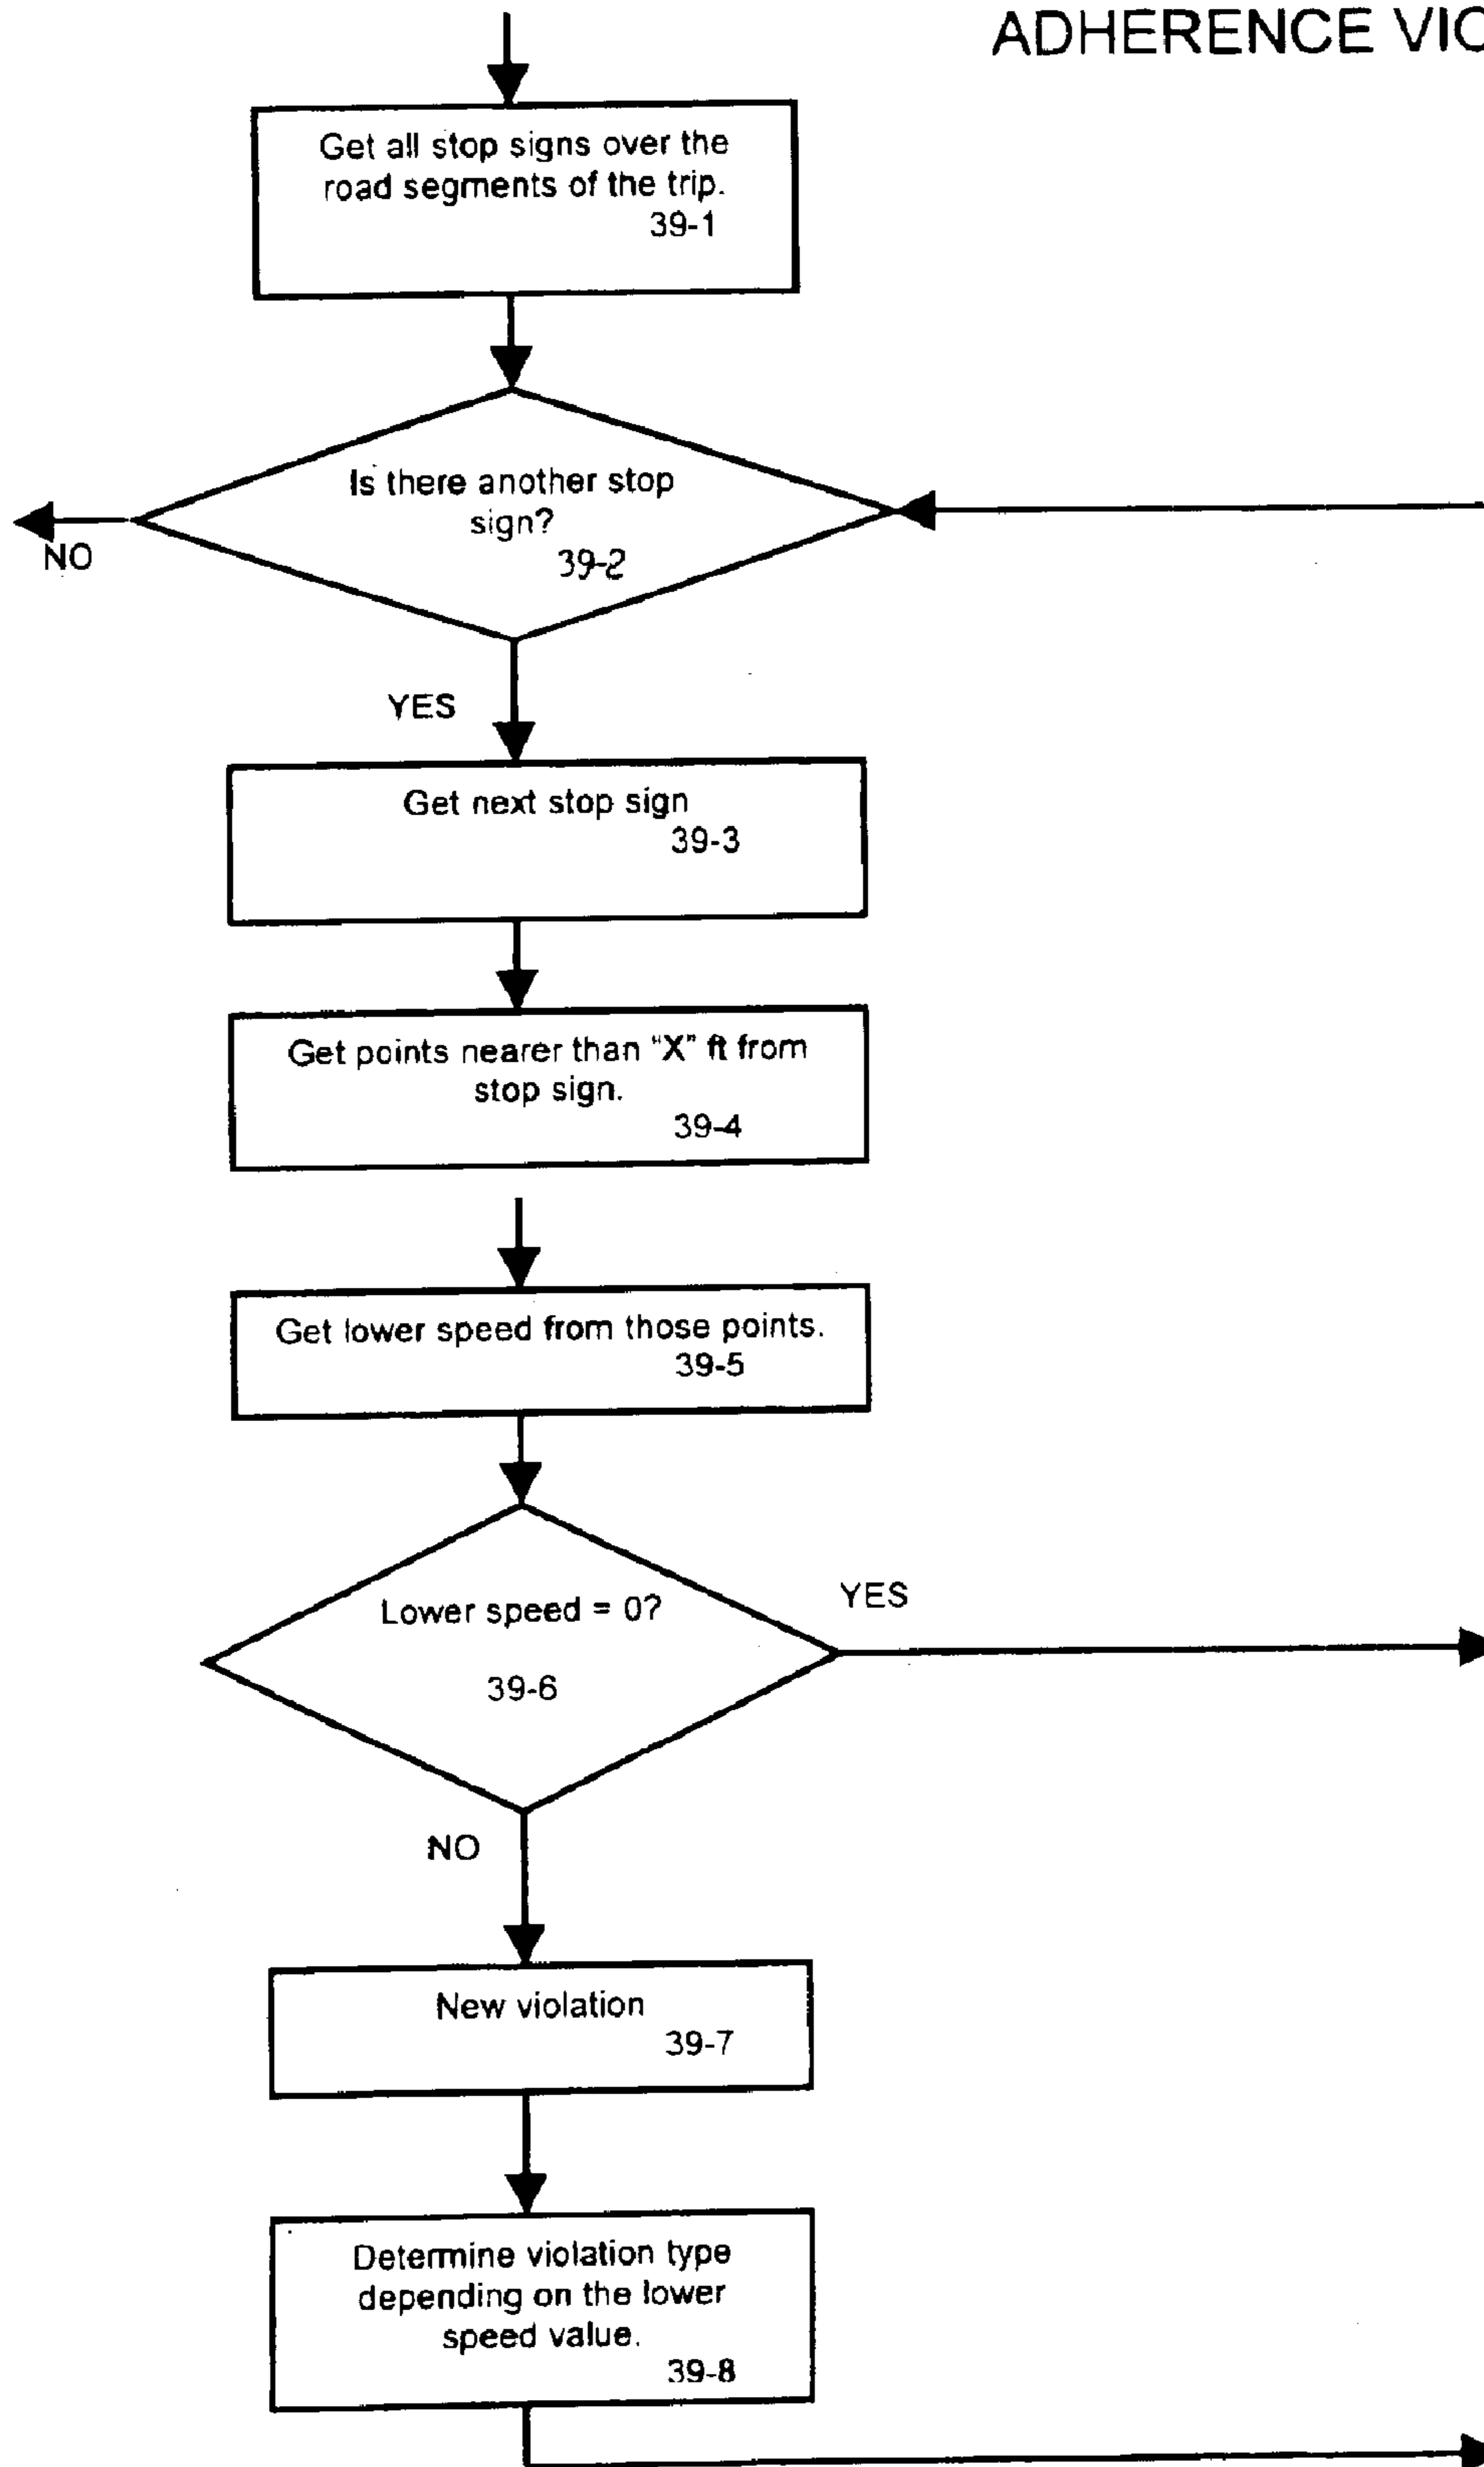 ADHERENCE VIO
Get all stop signs over the
road segments of the trip.
39-1
Is there another stop
sign?
39-2
NO
YES
Get next stop sign
39-3
Get points nearer than "X" ft from
stop sign.
39-4
Get lower speed from those points.
39-5
Lower speed = 0?
39-6
YES
NO
New violation
39-7
Determine violation type
depending on the lower
speed value.
39-8